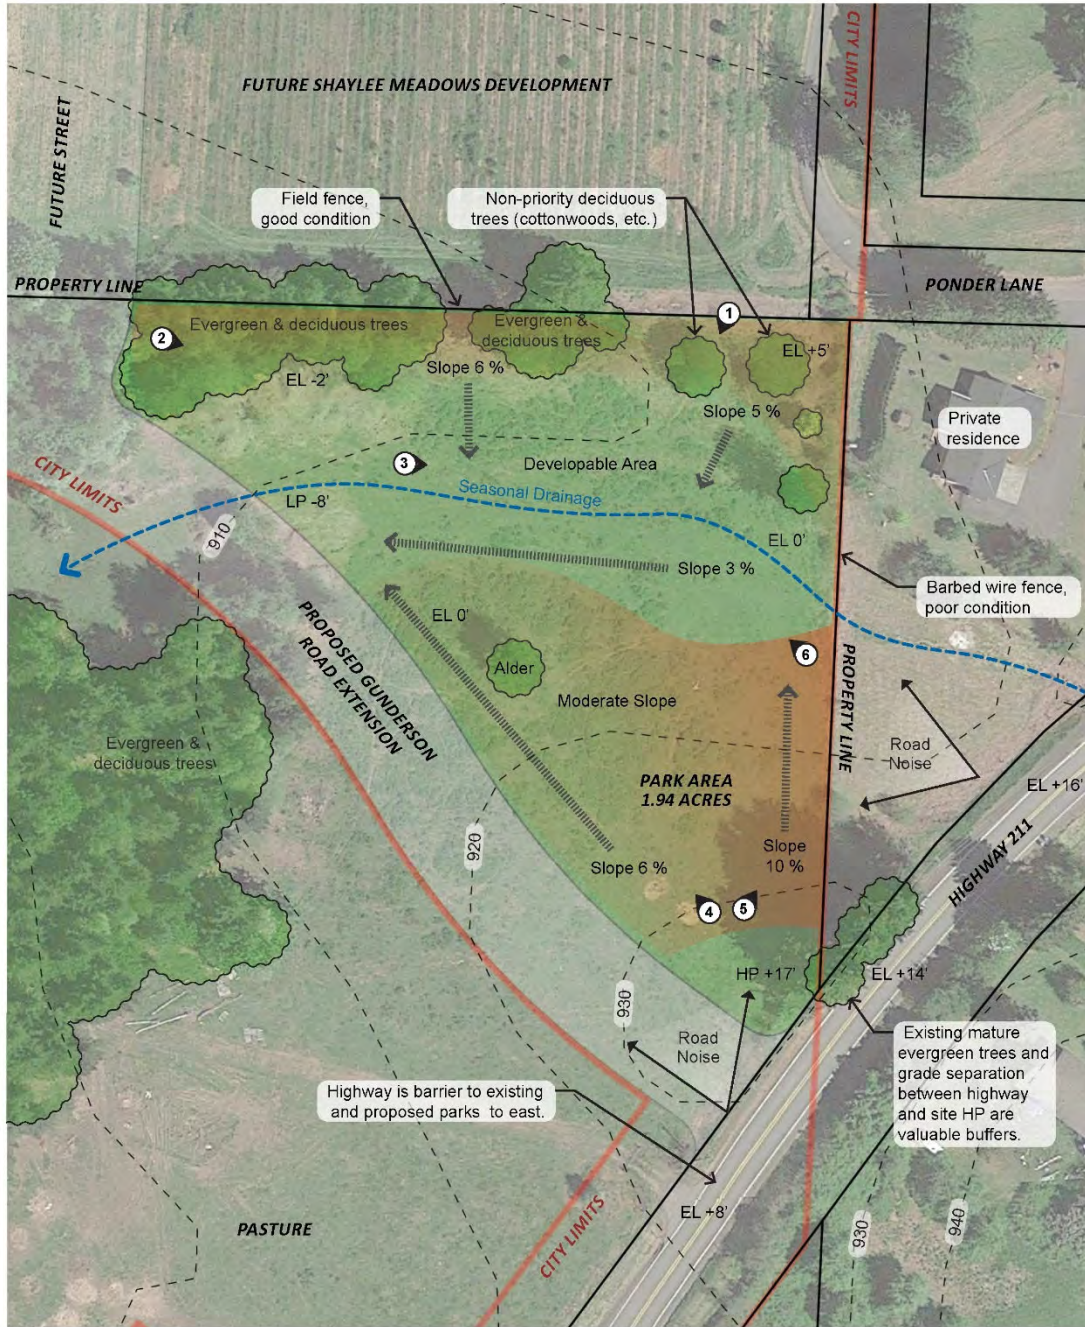 CITY LIMITS
FUTURE SHAYLEE MEADOWS DEVELOPMENT
FUTURE STREET
Field fence,
good condition
Non-priority deciduous
trees (cottonwoods, etc.)
PROPERTY LINE
PONDER LANE
1
2
Evergreen & deciduous trees
Evergreen &
deciduous trees
EL +5'
EL -2'
Slope 6 %
Slope 5 %
Private
residence
3
Developable Area
CITY LIMITS
LP -8'
Seasonal Drainage
910
EL 0'
Slope 3 %
Barbed wire fence,
poor condition
PROPOSED GUNDERSON
ROAD EXTENSION
EL 0'
6
Alder
PROPERTY LINE
Moderate Slope
Evergreen &
deciduous trees
Road
Noise
PARK AREA
1.94 ACRES
EL +16'
920
Slope 6 %
Slope
10 %
HIGHWAY 211
4
5
HP +17'
EL +14'
930
Road
Noise
Existing mature
evergreen trees and
grade separation
between highway
and site HP are
valuable buffers.
Highway is barrier to existing
and proposed parks to east.
EL +8'
PASTURE
CITY LIMITS
930
940